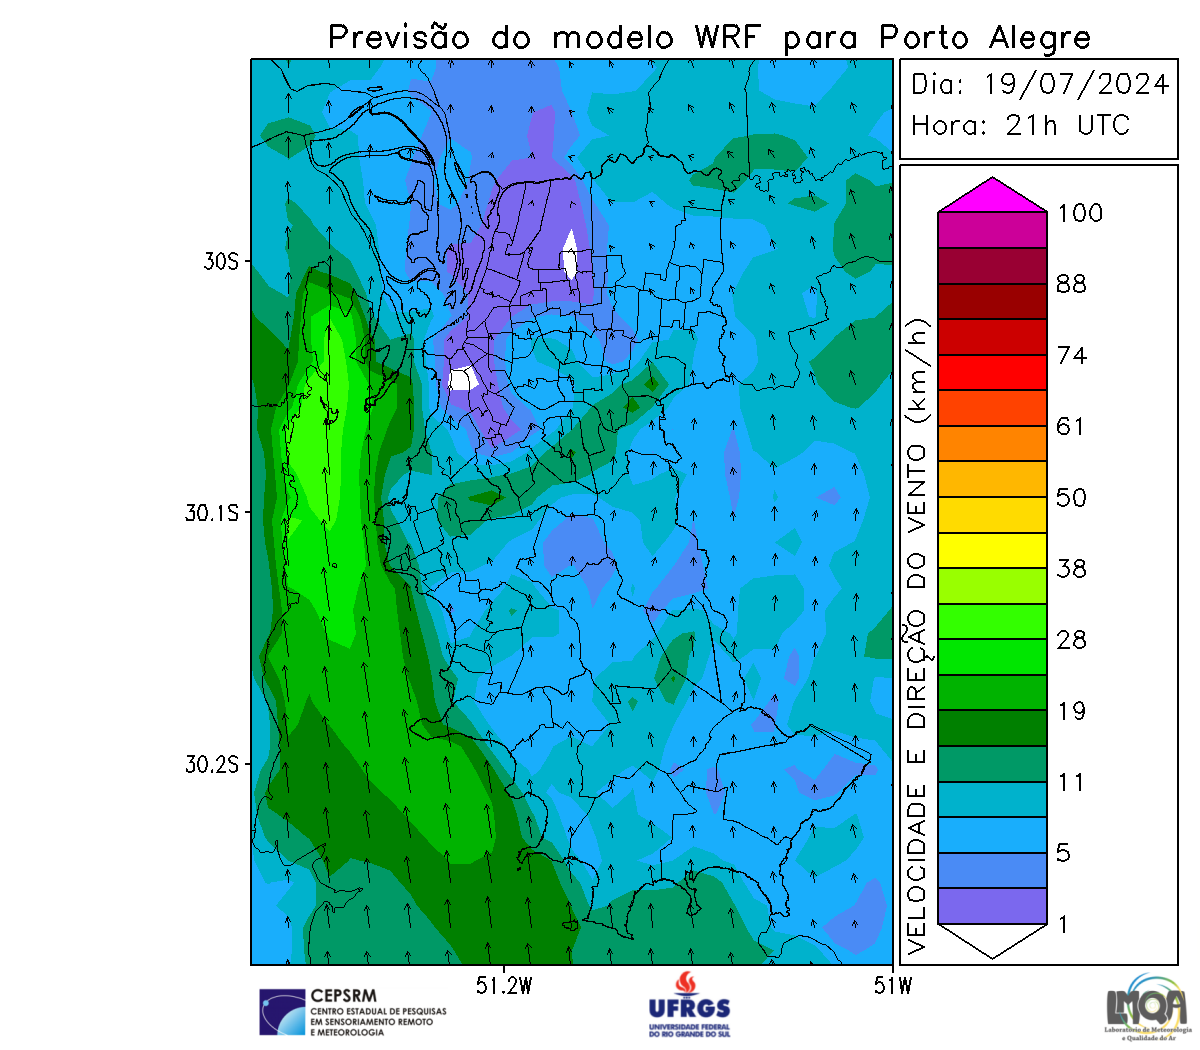 Previsão do modelo WRF para Porto Alegre
Dia: 19/07/2024
Hora: 21h UTC
30S
30.1S
30.2S
51.2W
51W
VELOCIDADE E DIREÇÃO DO VENTO (km/h)
100
88
74
61
50
38
28
19
11
5
1
CEPSRM
CENTRO ESTADUAL DE PESQUISAS
EM SENSORIAMENTO REMOTO
E METEOROLOGIA
UFRGS
UNIVERSIDADE FEDERAL
DO RIO GRANDE DO SUL
LMQA
Laboratório de Meteorologia
e Qualidade do Ar